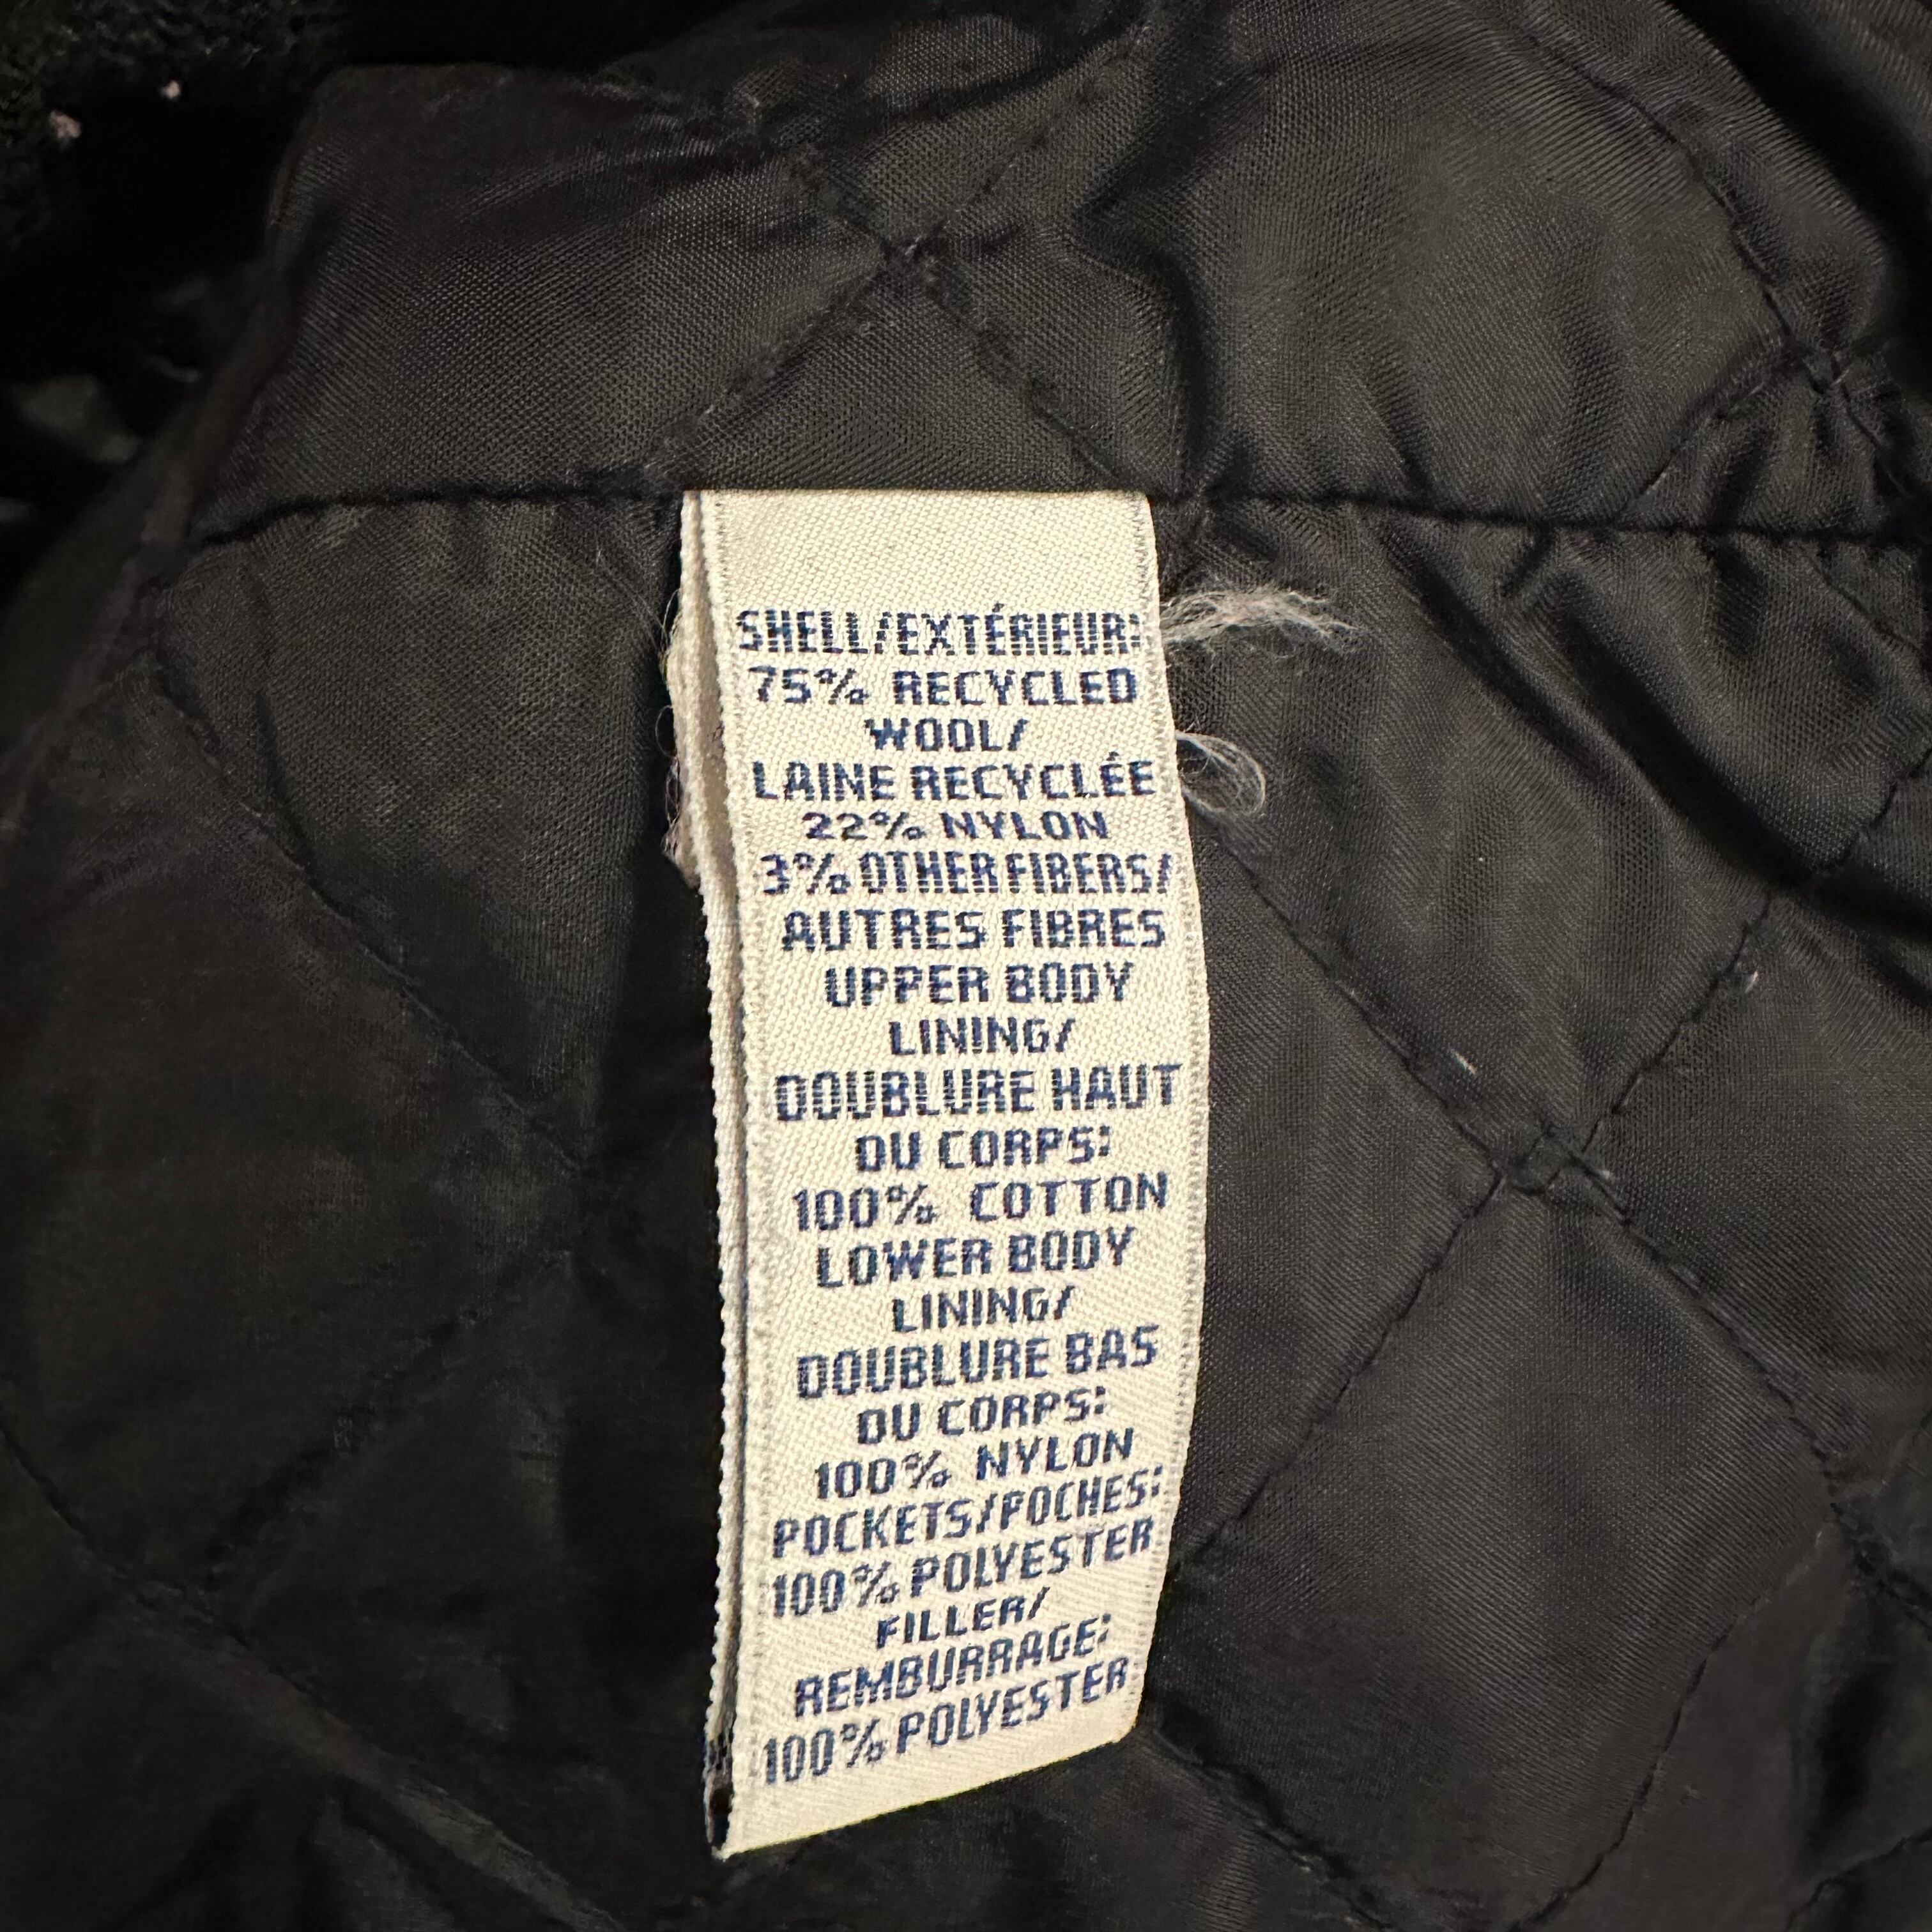 SHELL/EXTÉRIEUR:
75% RECYCLED
WOOL/
LAINE RECYCLÉE
22% NYLON
3% OTHER FIBERS/
AUTRES FIBRES
UPPER BODY
LINING/
DOUBLURE HAUT
DU CORPS:
100% COTTON
LOWER BODY
LINING/
DOUBLURE BAS
DU CORPS:
100% NYLON
POCKETS/POCHES:
100% POLYESTER
FILLER/
REMBURRAGE:
100% POLYESTER